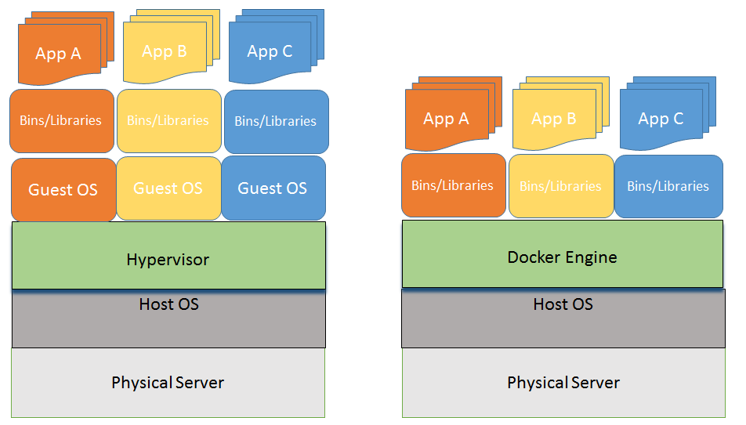 App A
App B
App C
Bins/Libraries
Bins/Libraries
Bins/Libraries
Guest OS
Guest OS
Guest OS
Hypervisor
Host OS
Physical Server
App A
App B
App C
Bins/Libraries
Bins/Libraries
Bins/Libraries
Docker Engine
Host OS
Physical Server